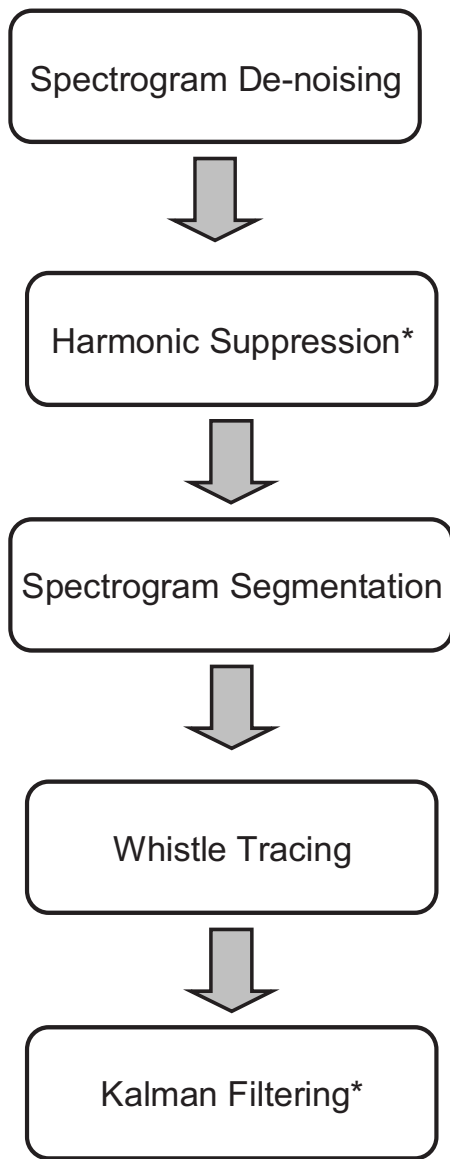 Spectrogram De-noising
Harmonic Suppression*
Spectrogram Segmentation
Whistle Tracing
Kalman Filtering*